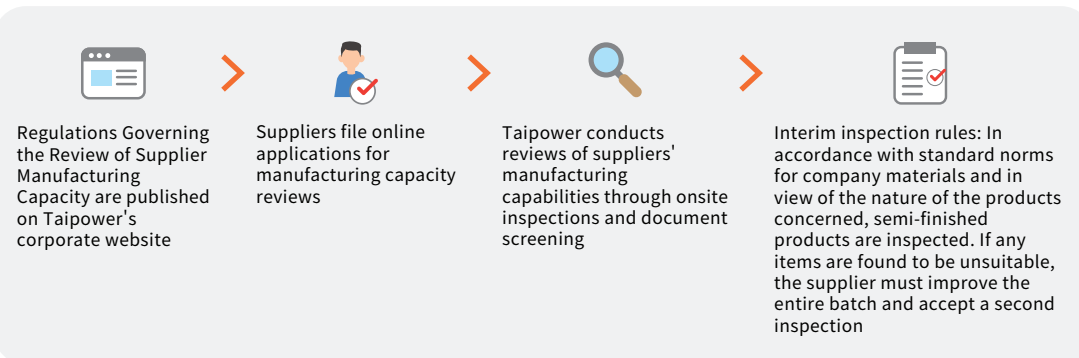 Regulations Governing
the Review of Supplier
Manufacturing
Capacity are published
on Taipower's
corporate website
Suppliers file online
applications for
manufacturing capacity
reviews
Taipower conducts
reviews of suppliers'
manufacturing
capabilities through onsite
inspections and document
screening
Interim inspection rules: In
accordance with standard norms
for company materials and in
view of the nature of the products
concerned, semi-finished
products are inspected. If any
items are found to be unsuitable,
the supplier must improve the
entire batch and accept a second
inspection